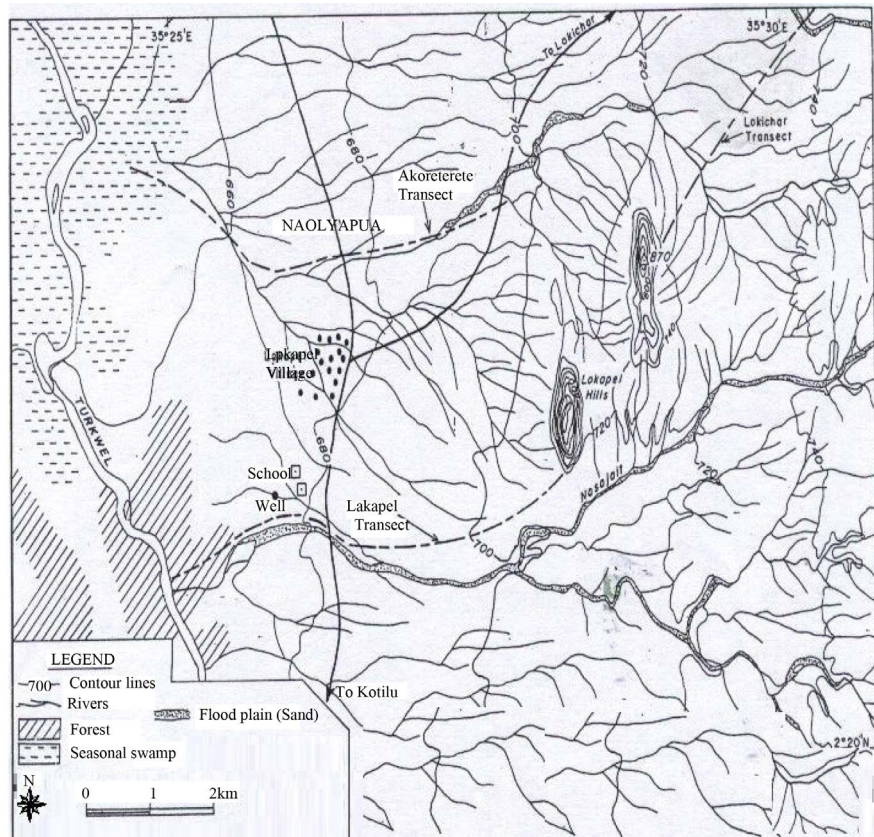 35°25'E
35°30'E
To Lokichar
720
740
700
680
660
Lokichar
Transect
Akoreterete
Transect
NAOLYAPUA
870
740
Village
Lokapel
Hills
720
TURKWEL
680
School
Well
Lakapel
Transect
700
720
740
To Kotilu
2°20'N
LEGEND
700 Contour lines
Rivers
Flood plain (Sand)
Forest
Seasonal swamp
N
0 1 2km